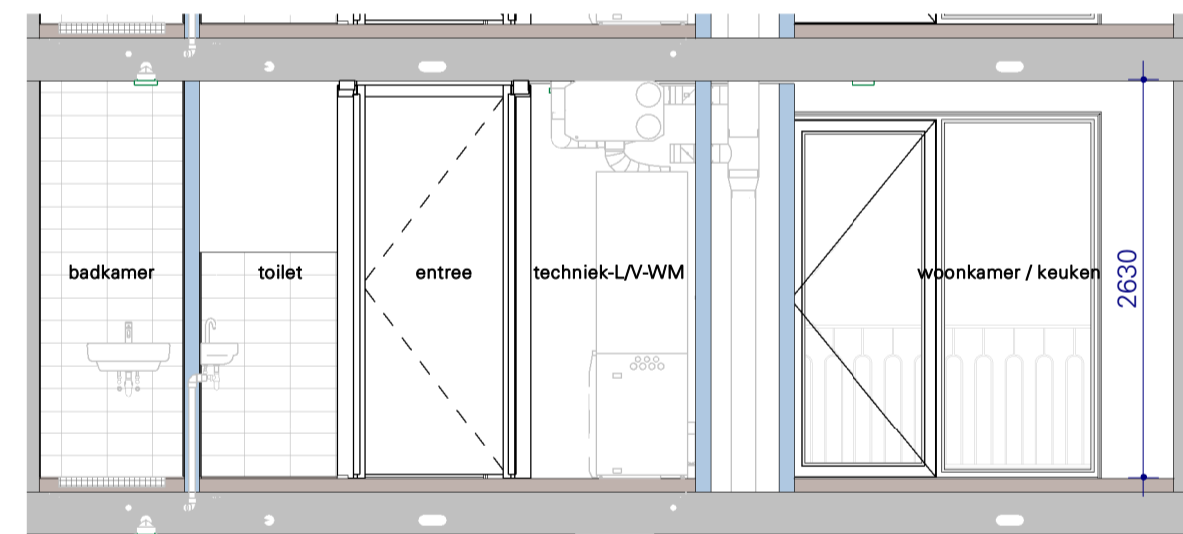 badkamer
toilet
entree
techniek-L/V-WM
woonkamer / keuken
2630